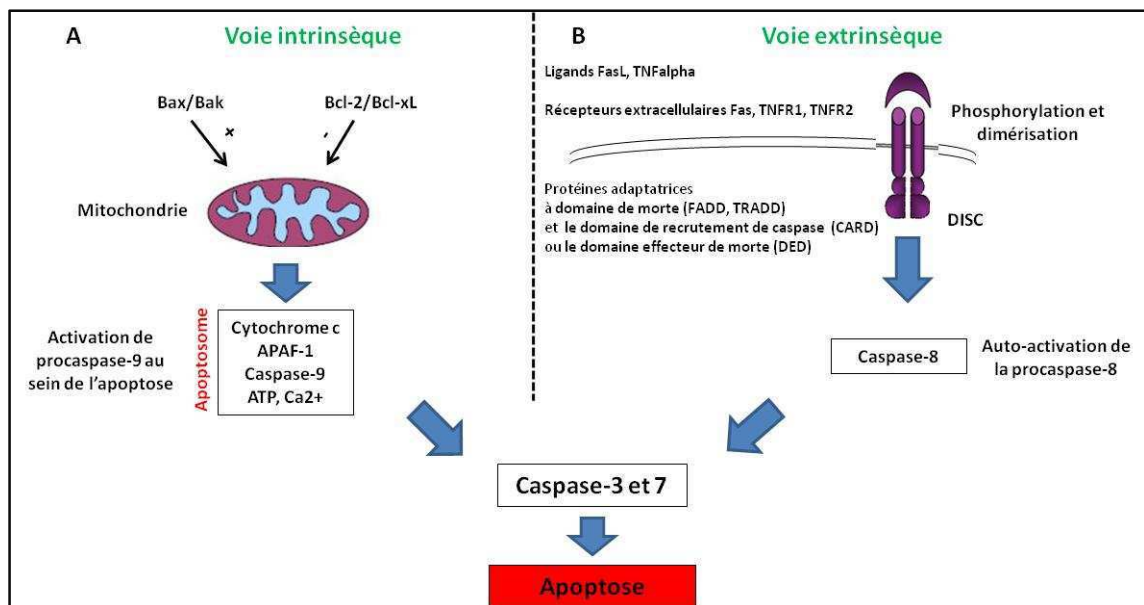 A
Voie intrinsèque
Bax/Bak
Bcl-2/Bcl-xL
+
-
Mitochondrie
Activation de
procaspase-9 au
sein de l'apoptose
Apoptosome
Cytochrome c
APAF-1
Caspase-9
ATP, Ca2+
B
Voie extrinsèque
Ligands FasL, TNFalpha
Récepteurs extracellulaires Fas, TNFR1, TNFR2
Phosphorylation et
dimérisation
Protéines adaptatrices
à domaine de morte (FADD, TRADD)
et le domaine de recrutement de caspase (CARD)
ou le domaine effecteur de morte (DED)
DISC
Caspase-8
Auto-activation de
la procaspase-8
Caspase-3 et 7
Apoptose